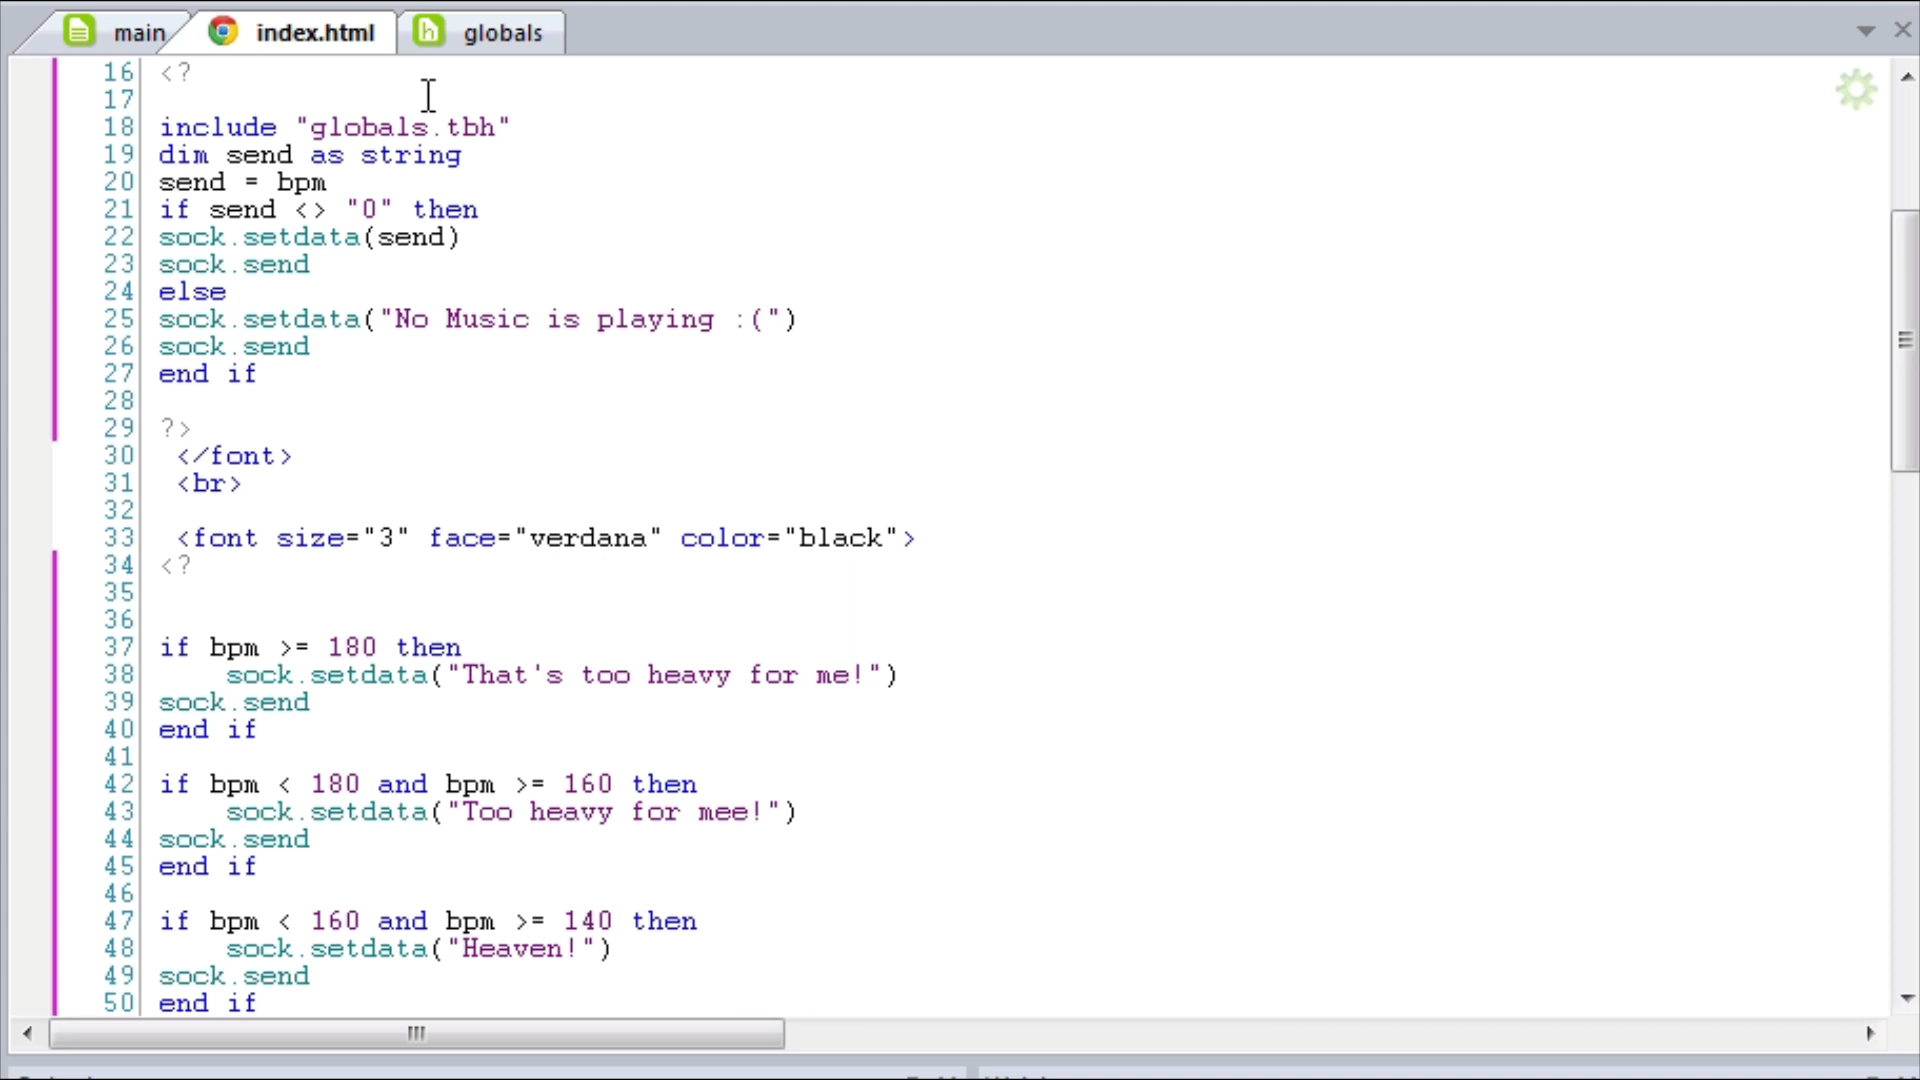 main index.html globals
16 <?
17
18 include "globals.tbh"
19 dim send as string
20 send = bpm
21 if send <> "0" then
22 sock.setdata(send)
23 sock.send
24 else
25 sock.setdata("No Music is playing :(")
26 sock.send
27 end if
28
29 ?>
30 </font>
31 <br>
32
33 <font size="3" face="verdana" color="black">
34 <?
35
36
37 if bpm >= 180 then
38 sock.setdata("That's too heavy for me!")
39 sock.send
40 end if
41
42 if bpm < 180 and bpm >= 160 then
43 sock.setdata("Too heavy for mee!")
44 sock.send
45 end if
46
47 if bpm < 160 and bpm >= 140 then
48 sock.setdata("Heaven!")
49 sock.send
50 end if